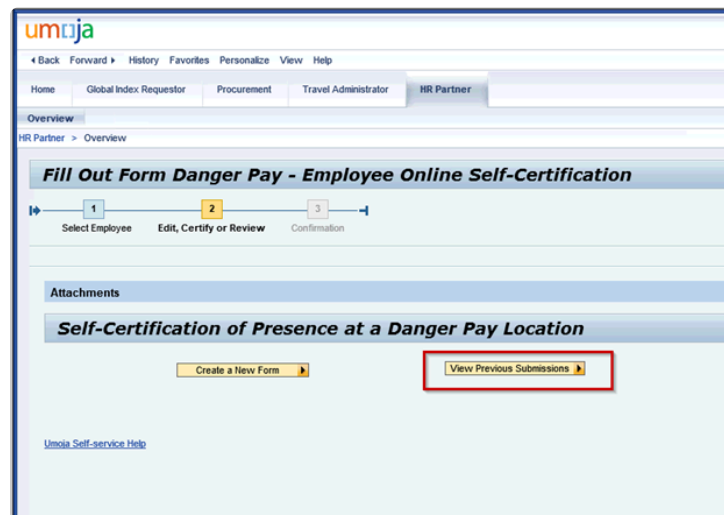 umoja
Back Forward History Favorites Personalize View Help
Home Global Index Requestor Procurement Travel Administrator HR Partner
Overview
HR Partner > Overview
Fill Out Form Danger Pay - Employee Online Self-Certification
1 2 3
Select Employee Edit, Certify or Review Confirmation
Attachments
Self-Certification of Presence at a Danger Pay Location
Create a New Form View Previous Submissions
Umoja Self-service Help